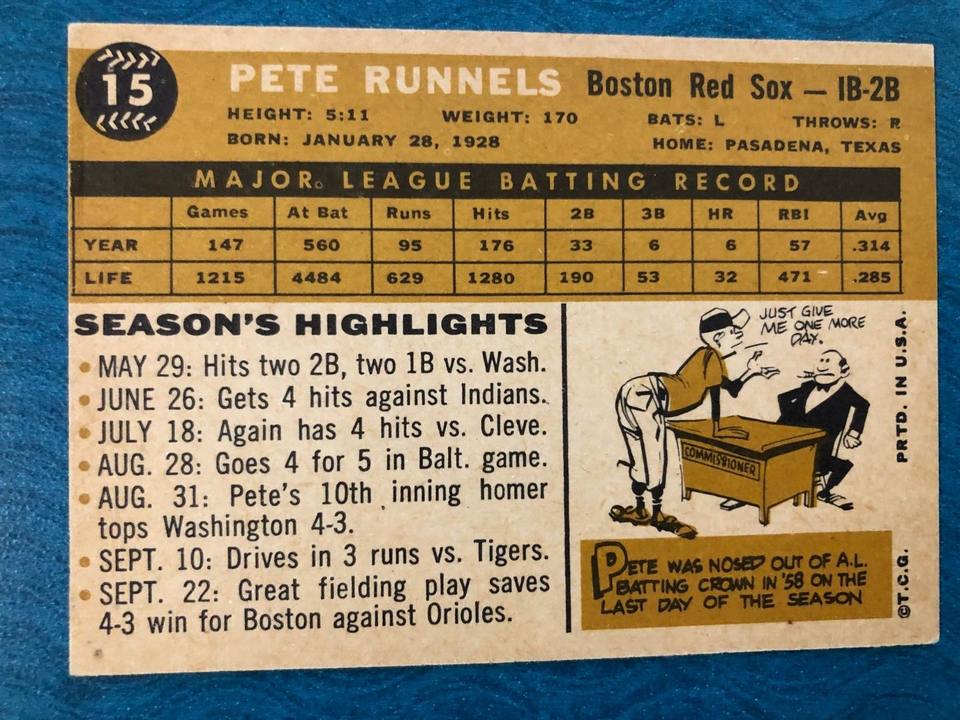 15
PETE RUNNELS Boston Red Sox — 1B-2B
HEIGHT: 5:11 WEIGHT: 170 BATS: L THROWS: R
BORN: JANUARY 28, 1928 HOME: PASADENA, TEXAS
MAJOR LEAGUE BATTING RECORD
Games At Bat Runs Hits 2B 3B HR RBI Avg
YEAR 147 560 95 176 33 6 6 57 .314
LIFE 1215 4484 629 1280 190 53 32 471 .285
SEASON'S HIGHLIGHTS
• MAY 29: Hits two 2B, two 1B vs. Wash.
• JUNE 26: Gets 4 hits against Indians.
• JULY 18: Again has 4 hits vs. Cleve.
• AUG. 28: Goes 4 for 5 in Balt. game.
• AUG. 31: Pete's 10th inning homer
tops Washington 4-3.
• SEPT. 10: Drives in 3 runs vs. Tigers.
• SEPT. 22: Great fielding play saves
4-3 win for Boston against Orioles.
JUST GIVE
ME ONE MORE
DAY.
COMMISSIONER
PETE WAS NOSED OUT OF A.L.
BATTING CROWN IN '58 ON THE
LAST DAY OF THE SEASON
PRTD. IN U.S.A.
©T.C.G.